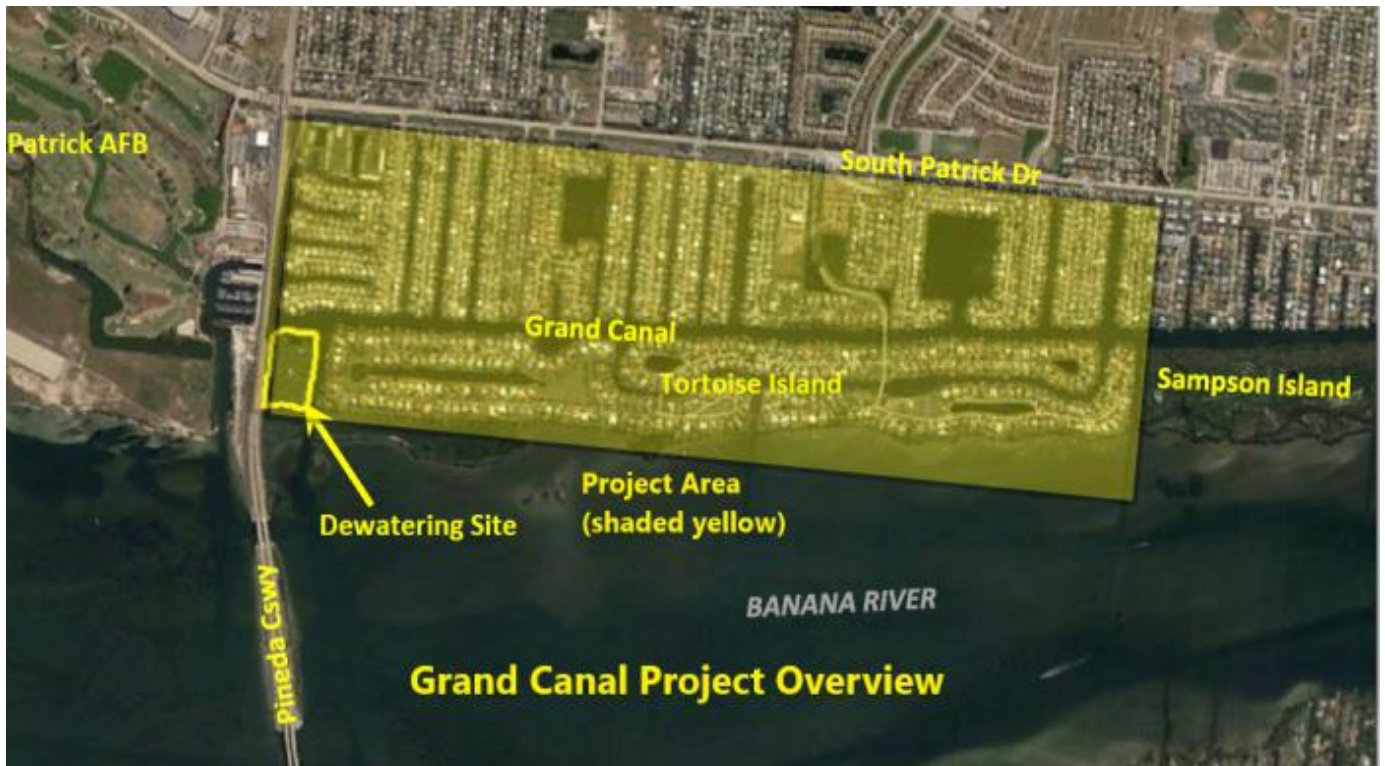 Patrick AFB
South Patrick Dr
Grand Canal
Tortoise Island
Sampson Island
Project Area
(shaded yellow)
Dewatering Site
BANANA RIVER
Pineda Cswy
Grand Canal Project Overview